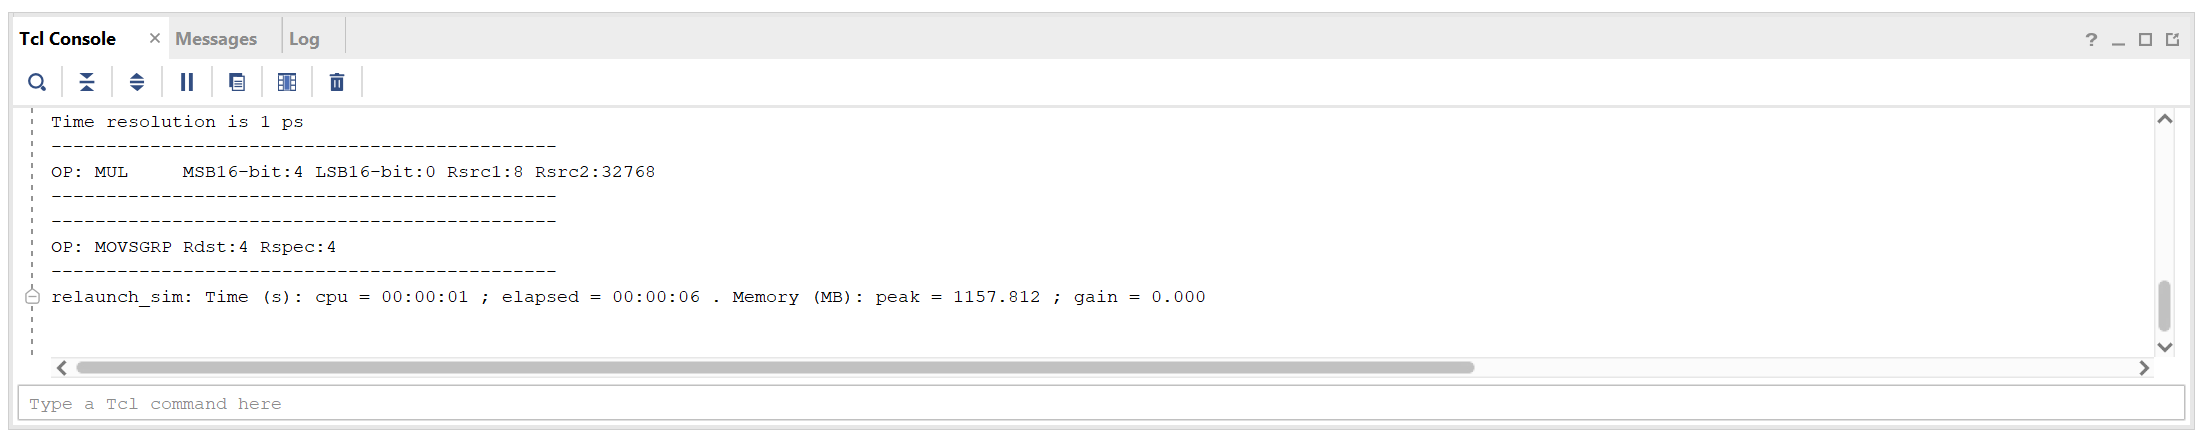 Tcl Console × Messages Log ?
Time resolution is 1 ps
----------------------------------------------
OP: MUL     MSB16-bit:4 LSB16-bit:0 Rsrc1:8 Rsrc2:32768
----------------------------------------------
----------------------------------------------
OP: MOVSGRP Rdst:4 Rspec:4
----------------------------------------------
relaunch_sim: Time (s): cpu = 00:00:01 ; elapsed = 00:00:06 . Memory (MB): peak = 1157.812 ; gain = 0.000
Type a Tcl command here